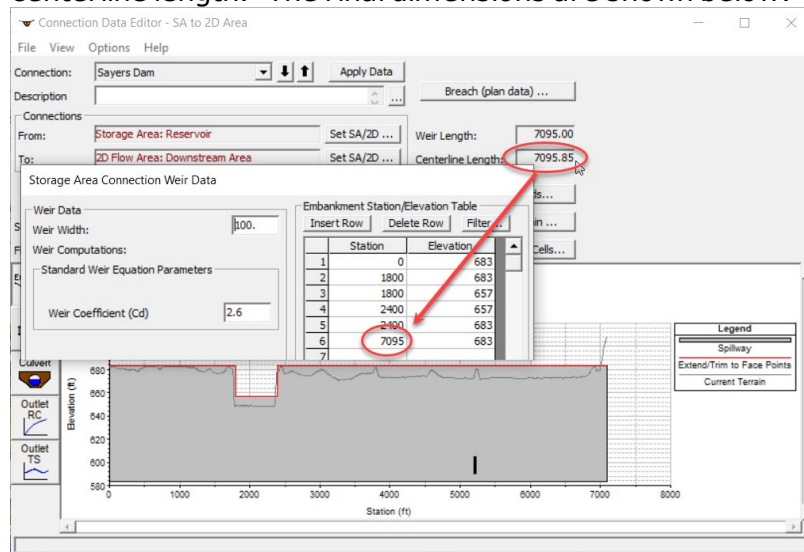 centerline length. The final dimensions are shown below.
Connection Data Editor - SA to 2D Area
File View Options Help
Connection: Sayers Dam Apply Data
Description ... Breach (plan data) ...
Connections
From: Storage Area: Reservoir Set SA/2D ... Weir Length: 7095.00
To: 2D Flow Area: Downstream Area Set SA/2D ... Centerline Length: 7095.85
Storage Area Connection Weir Data
Weir Data
Weir Width: 100.
Weir Computations:
Standard Weir Equation Parameters
Weir Coefficient (Cd) 2.6
Embankment Station/Elevation Table
Insert Row Delete Row Filter...
Station Elevation
1 0 683
2 1800 683
3 1800 657
4 2400 657
5 2400 683
6 7095 683
7
ds...
in ...
Cells...
Culvert
Outlet
RC
Outlet
TS
Elevation (ft)
680
660
640
620
600
580
0 1000 2000 3000 4000 5000 6000 7000 8000
Station (ft)
Legend
Spillway
Extend/Trim to Face Points
Current Terrain